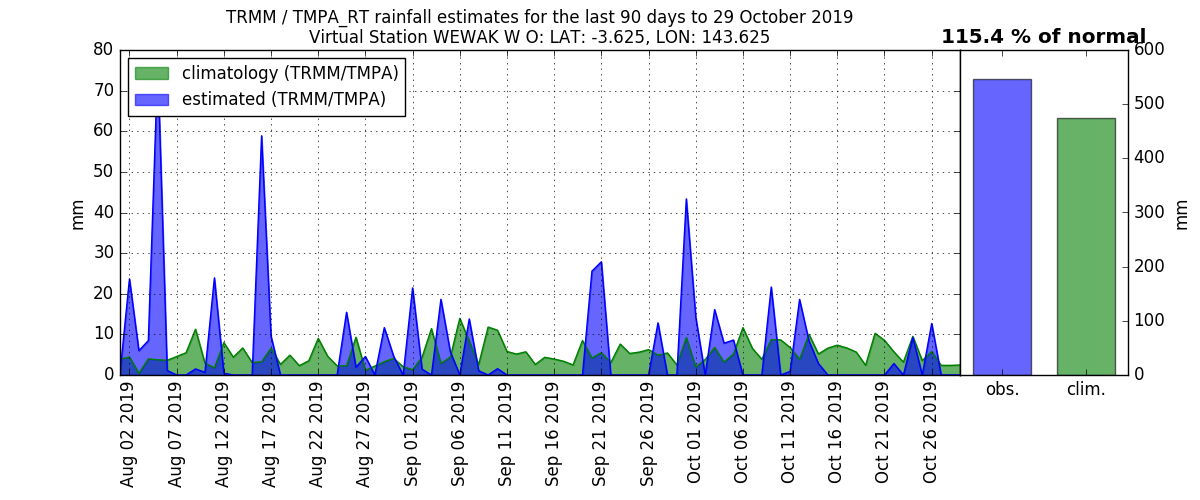 TRMM / TMPA_RT rainfall estimates for the last 90 days to 29 October 2019
Virtual Station WEWAK W O: LAT: -3.625, LON: 143.625
115.4 % of normal
climatology (TRMM/TMPA)
estimated (TRMM/TMPA)
80
70
60
50
40
30
20
10
0
mm
Aug 02 2019
Aug 07 2019
Aug 12 2019
Aug 17 2019
Aug 22 2019
Aug 27 2019
Sep 01 2019
Sep 06 2019
Sep 11 2019
Sep 16 2019
Sep 21 2019
Sep 26 2019
Oct 01 2019
Oct 06 2019
Oct 11 2019
Oct 16 2019
Oct 21 2019
Oct 26 2019
obs.
clim.
600
500
400
300
200
100
0
mm